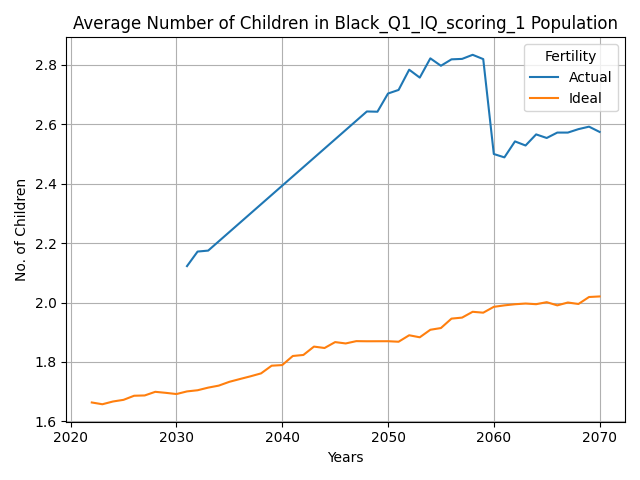 Average Number of Children in Black_Q1_IQ_scoring_1 Population
Fertility
Actual
Ideal
No. of Children
2.8
2.6
2.4
2.2
2.0
1.8
1.6
2020 2030 2040 2050 2060 2070
Years